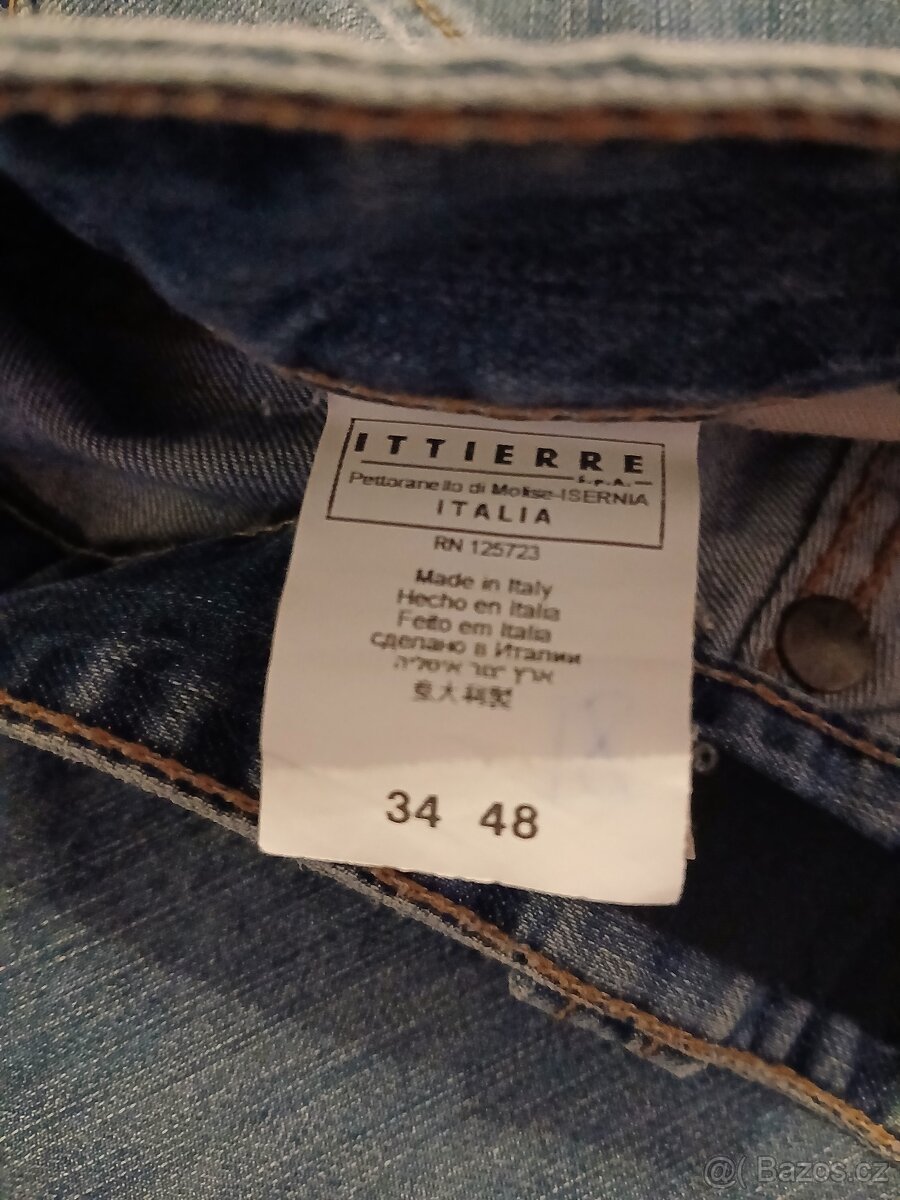 ITTIERRE
S.p.A.
Pettoranello di Molise-ISERNIA
ITALIA
RN 125723
Made in Italy
Hecho en Italia
Feito em Italia
сделано в Италии
ארץ יצור איטליה
意大利製
34 48
@( Bazos.cz